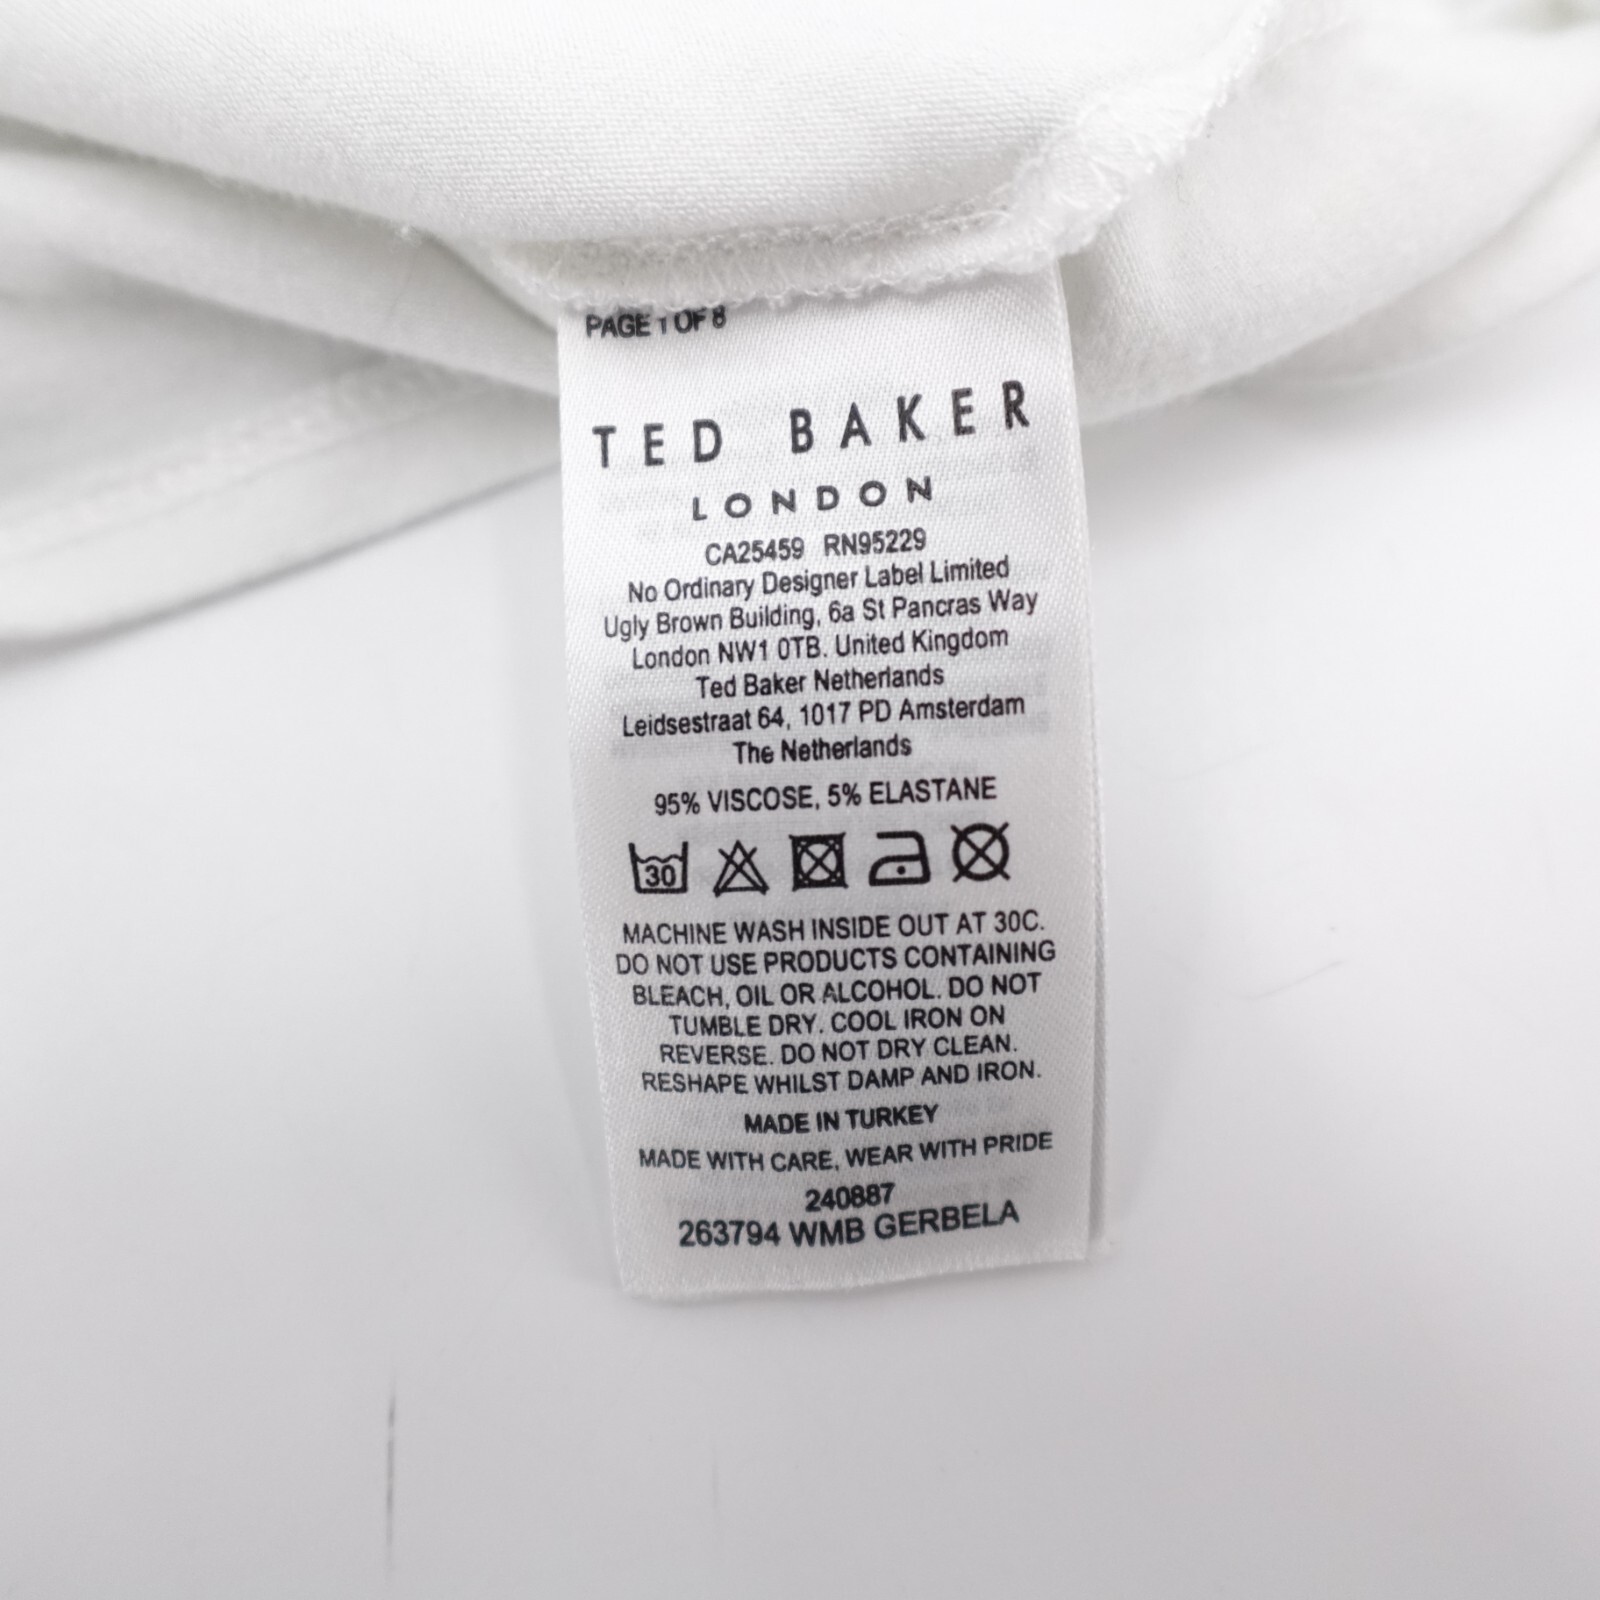 PAGE 1 OF 8
TED BAKER
LONDON
CA25459 RN95229
No Ordinary Designer Label Limited
Ugly Brown Building, 6a St Pancras Way
London NW1 0TB. United Kingdom
Ted Baker Netherlands
Leidsestraat 64, 1017 PD Amsterdam
The Netherlands
95% VISCOSE, 5% ELASTANE
30
MACHINE WASH INSIDE OUT AT 30C.
DO NOT USE PRODUCTS CONTAINING
BLEACH, OIL OR ALCOHOL. DO NOT
TUMBLE DRY. COOL IRON ON
REVERSE. DO NOT DRY CLEAN.
RESHAPE WHILST DAMP AND IRON.
MADE IN TURKEY
MADE WITH CARE, WEAR WITH PRIDE
240887
263794 WMB GERBELA